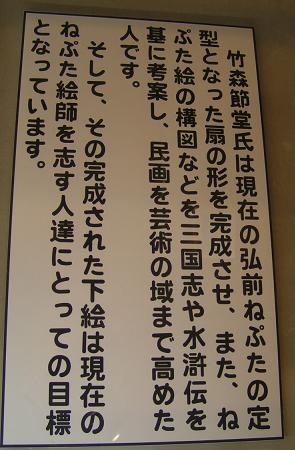 竹森節堂氏は現在の弘前ねぷたの定
型となった扇の形を完成させ、また、ね
ぷた絵の構図などを三国志や水滸伝を
基に考案し、民画を芸術の域まで高めた
人です。
そして、その完成された下絵は現在の
ねぷた絵師を志す人達にとっての目標
となっています。